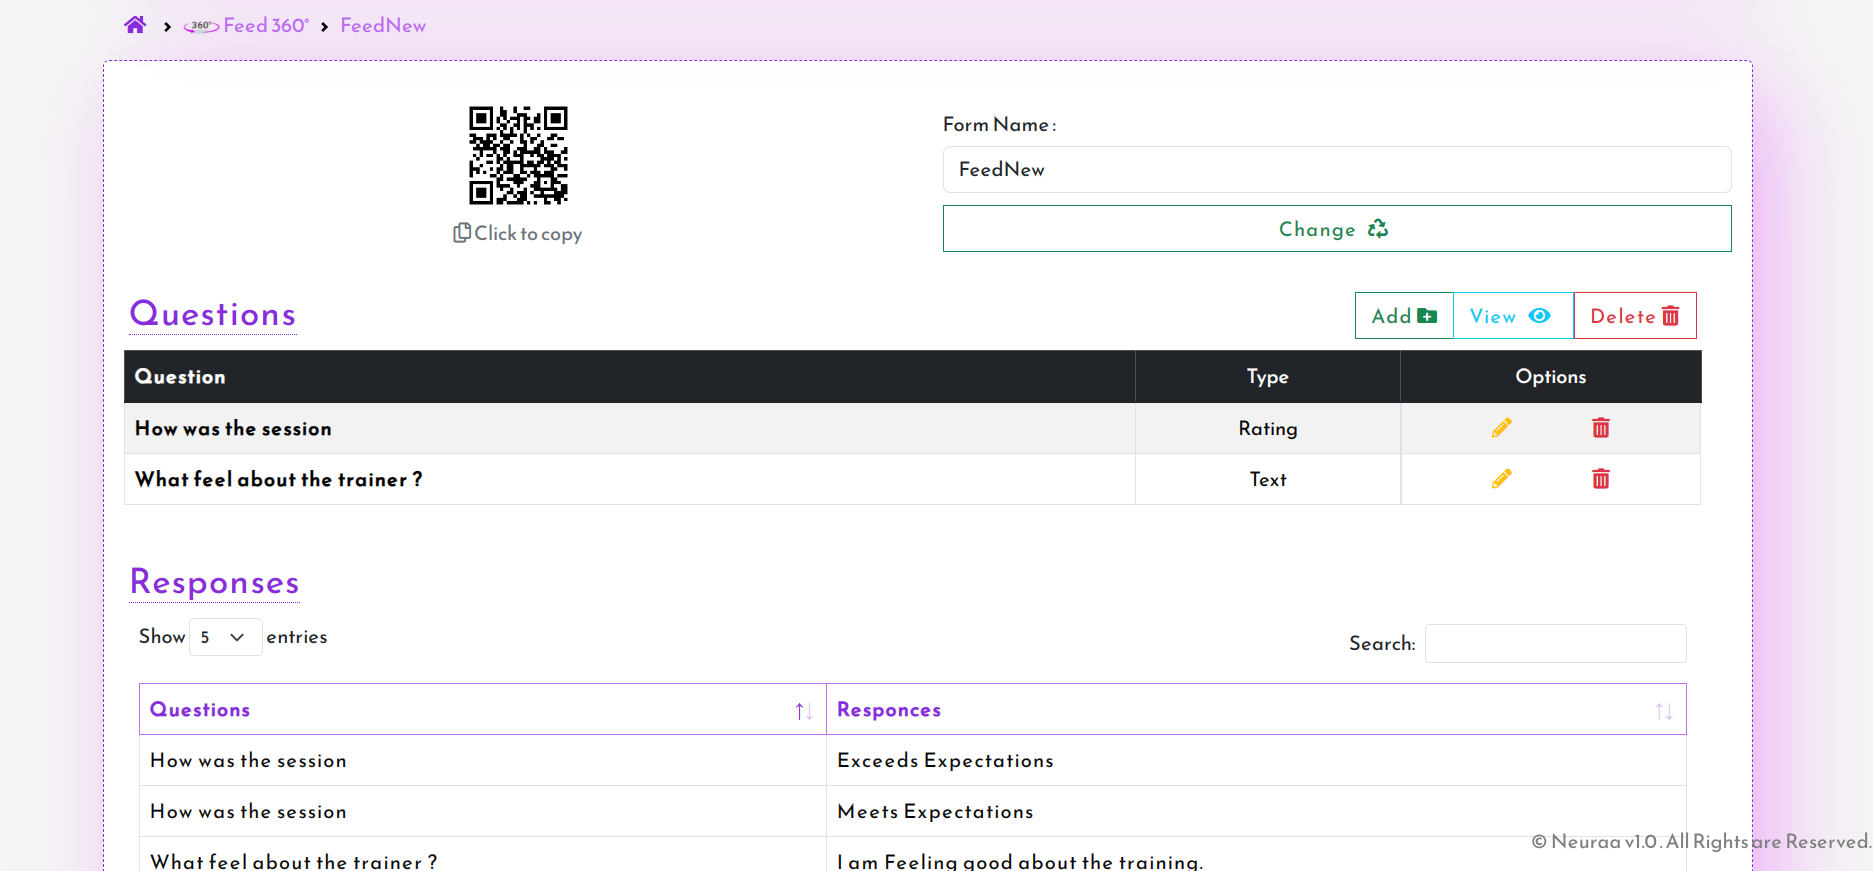 360° Feed 360° FeedNew
Form Name :
FeedNew
Click to copy
Change
Questions
Add View Delete
Question Type Options
How was the session Rating
What feel about the trainer ? Text
Responses
Show 5 entries
Search:
Questions Responces
How was the session Exceeds Expectations
How was the session Meets Expectations
What feel about the trainer ? I am Feeling good about the training.
© Neuraa v1.0 . All Rights are Reserved.